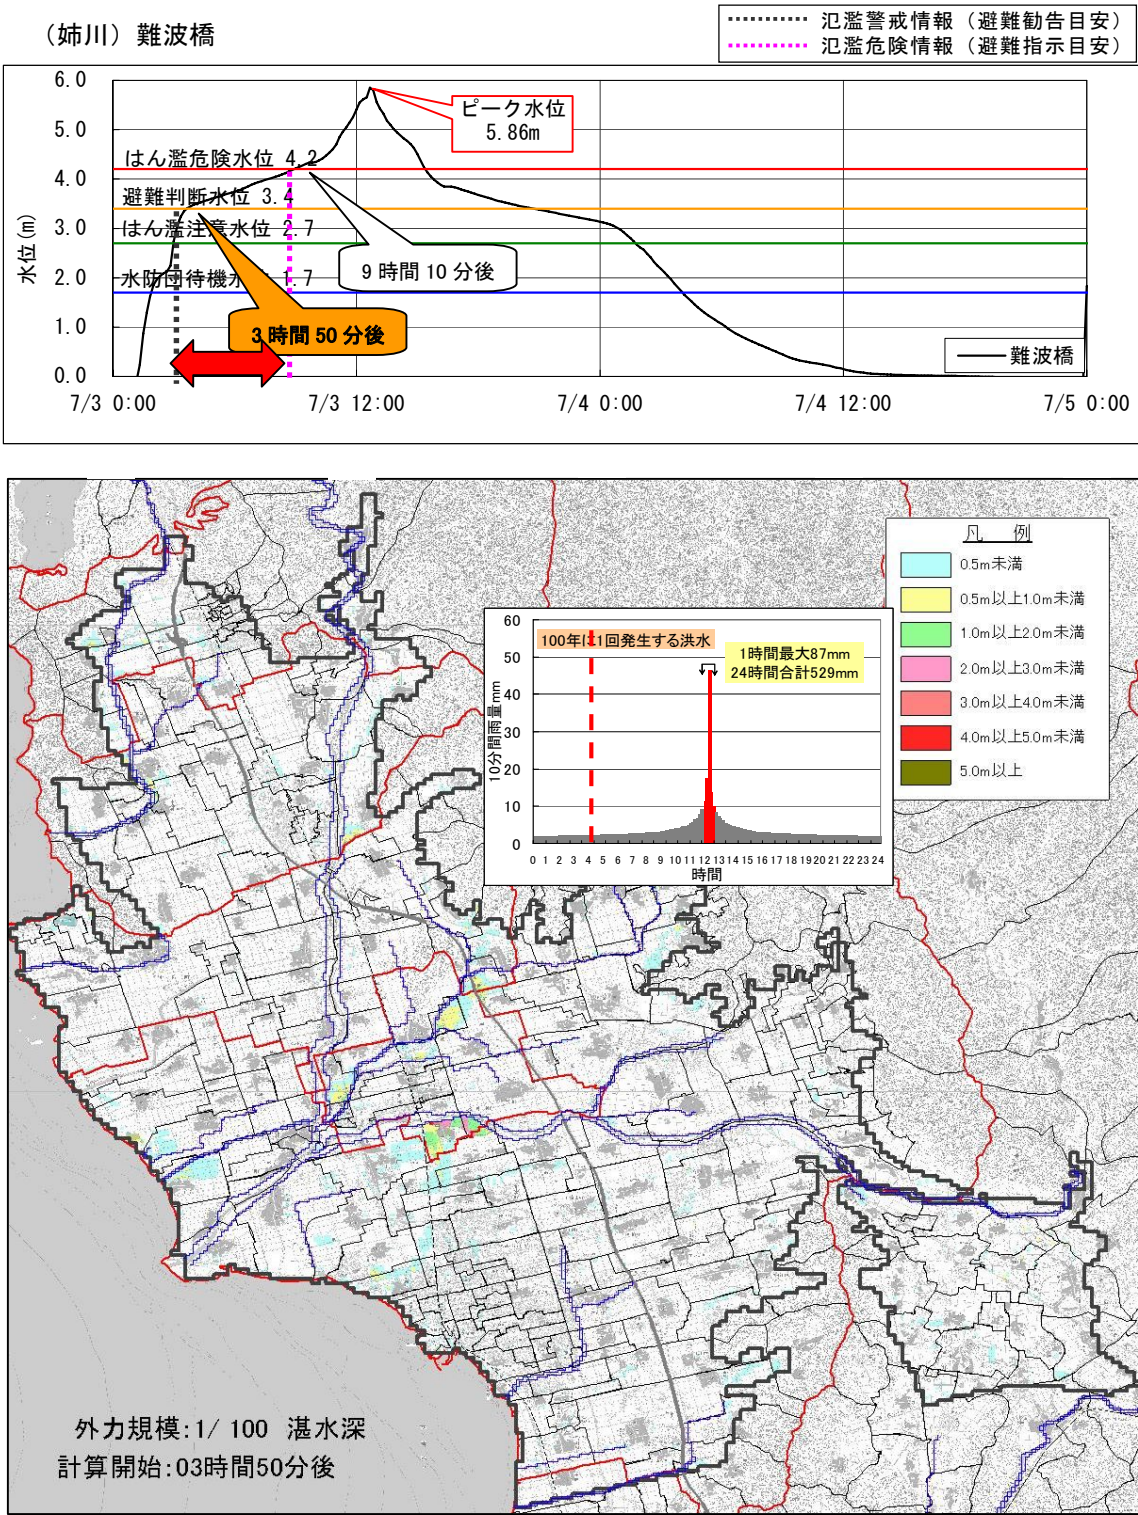 (姉川)難波橋
氾濫警戒情報(避難勧告目安)
氾濫危険情報(避難指示目安)
水位(m)
6.0
5.0
4.0
3.0
2.0
1.0
0.0
ピーク水位
5.86m
はん濫危険水位 4.2
避難判断水位 3.4
はん濫注意水位 2.7
水防団待機水 1.7
9時間10分後
3時間50分後
難波橋
7/3 0:00
7/3 12:00
7/4 0:00
7/4 12:00
7/5 0:00
凡 例
0.5m未満
0.5m以上1.0m未満
1.0m以上2.0m未満
2.0m以上3.0m未満
3.0m以上4.0m未満
4.0m以上5.0m未満
5.0m以上
100年に1回発生する洪水
1時間最大87mm
24時間合計529mm
10分間雨量mm
60
50
40
30
20
10
0
0 1 2 3 4 5 6 7 8 9 10 11 12 13 14 15 16 17 18 19 20 21 22 23 24
時間
外力規模:1/ 100 湛水深
計算開始:03時間50分後